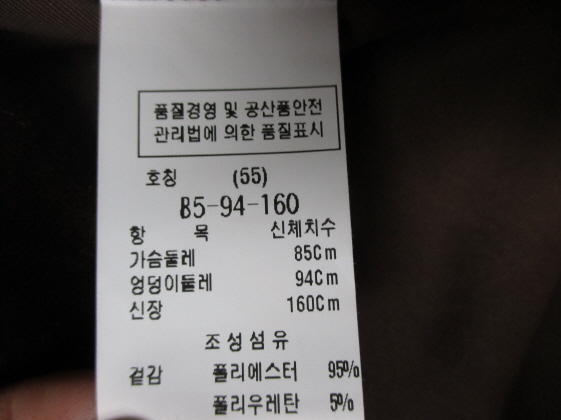 품질경영 및 공산품안전
관리법에 의한 품질표시
호칭 (55)
85-94-160
항 목 신체치수
가슴둘레 85Cm
엉덩이둘레 94Cm
신장 160Cm
조성섬유
겉감 폴리에스터 95%
폴리우레탄 5%